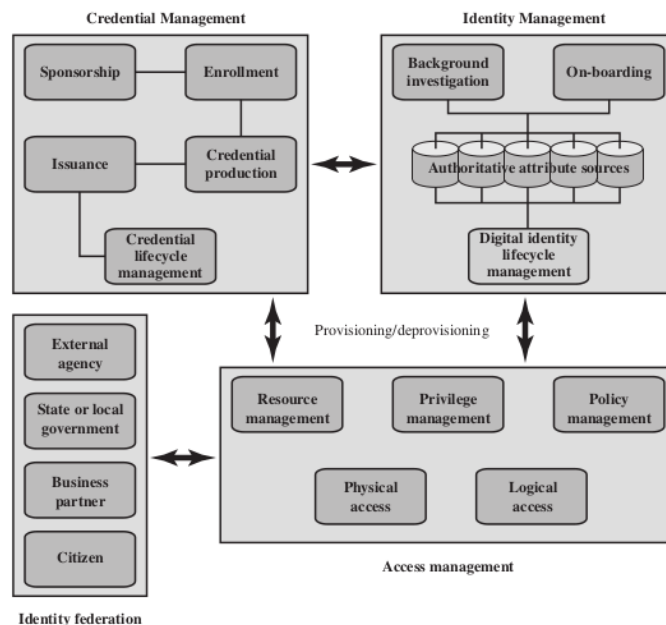 Credential Management
Sponsorship
Enrollment
Issuance
Credential
production
Credential
lifecycle
management
Identity Management
Background
investigation
On-boarding
Authoritative attribute sources
Digital identity
lifecycle
management
Provisioning/deprovisioning
External
agency
State or local
government
Business
partner
Citizen
Identity federation
Resource
management
Privilege
management
Policy
management
Physical
access
Logical
access
Access management